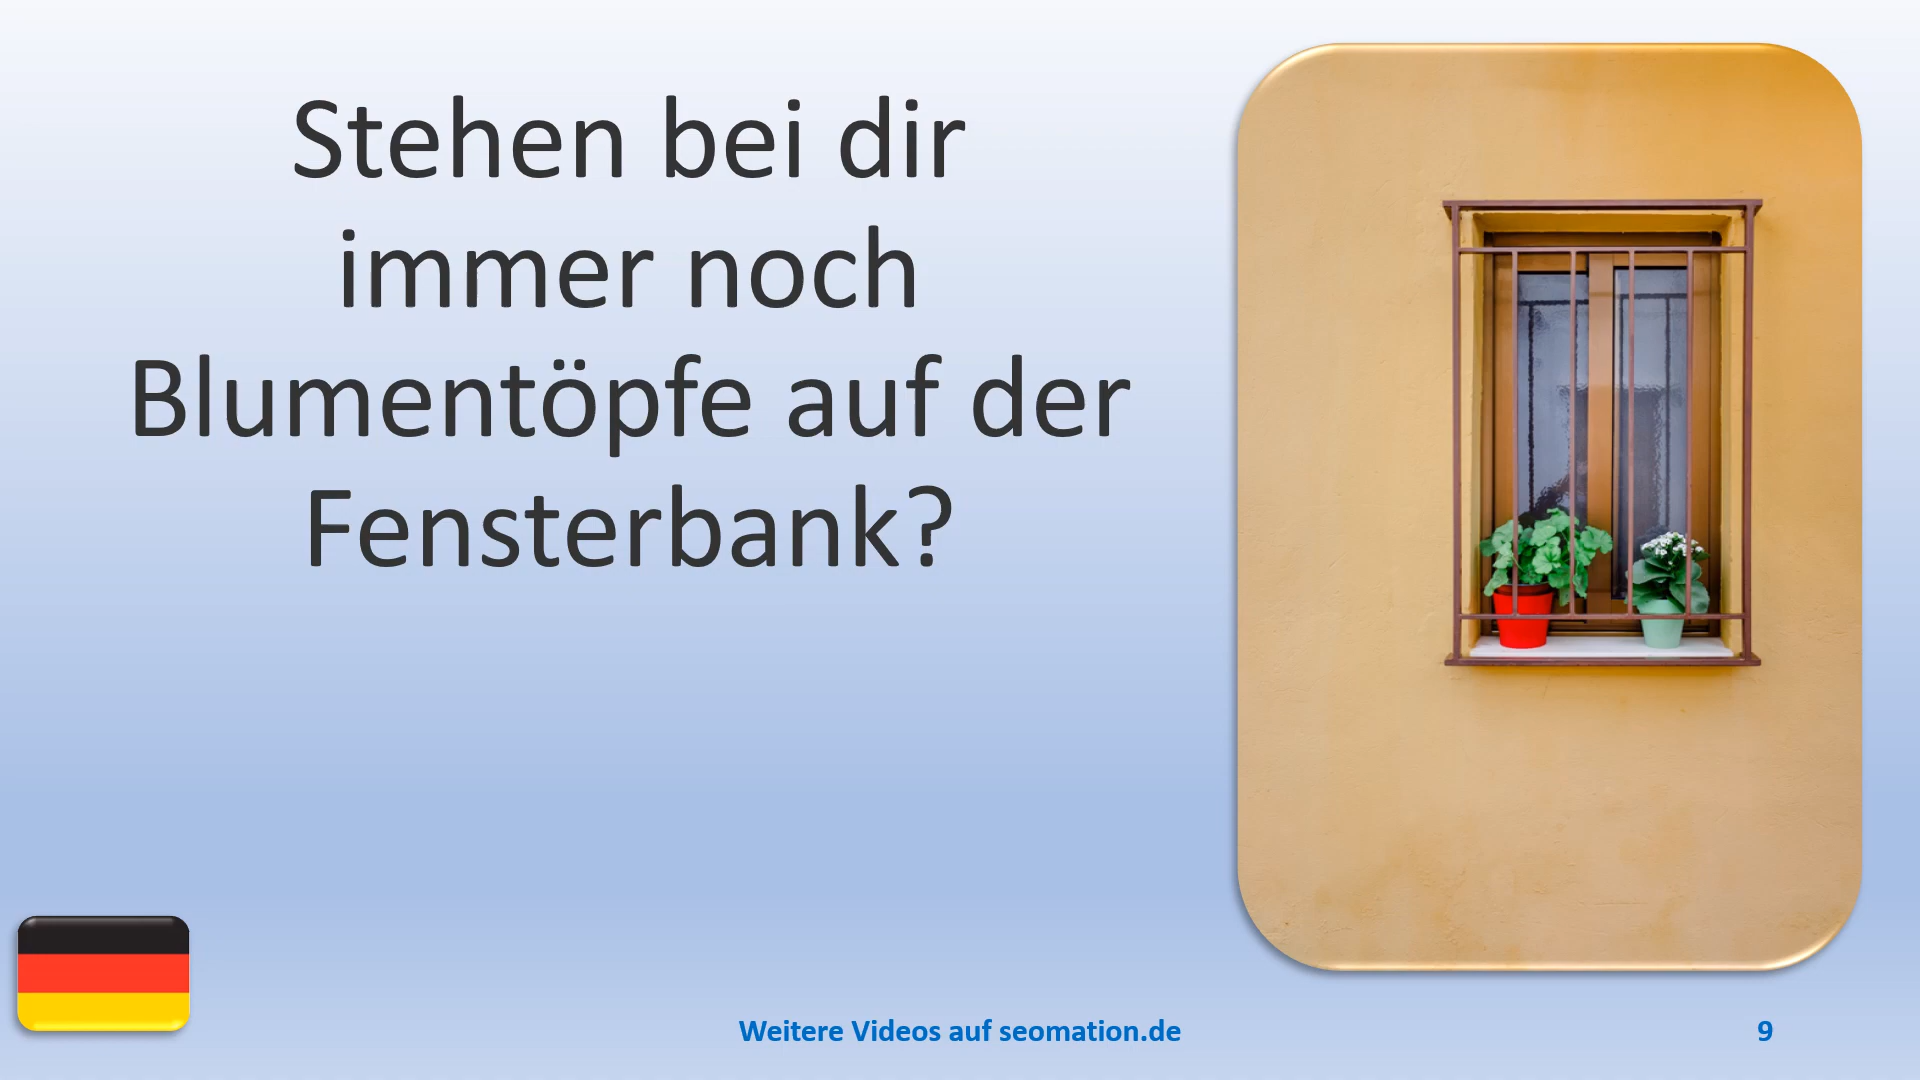 Stehen bei dir
immer noch
Blumentöpfe auf der
Fensterbank?
Weitere Videos auf seomation.de
9